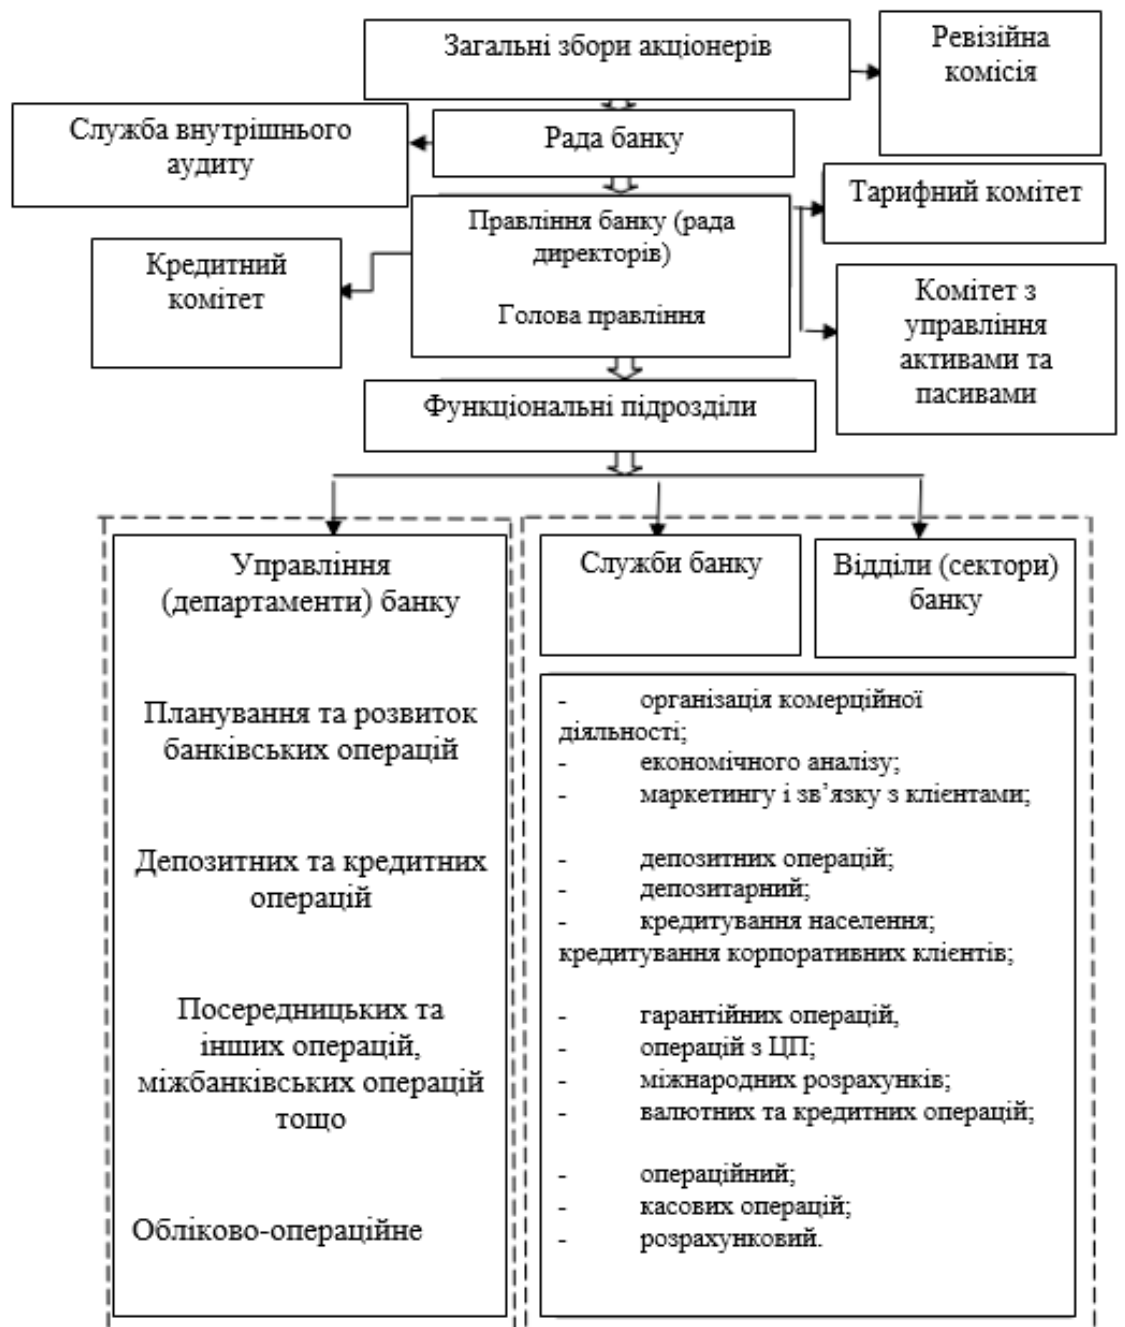 Загальні збори акціонерів
Ревізійна
комісія
Служба внутрішнього
аудиту
Рада банку
Тарифний комітет
Правління банку (рада
директорів)
Голова правління
Кредитний
комітет
Комітет з
управління
активами та
пасивами
Функціональні підрозділи
Управління
(департаменти) банку
Планування та розвиток
банківських операцій
Депозитних та кредитних
операцій
Посередницьких та
інших операцій,
міжбанківських операцій
тощо
Обліково-операційне
Служби банку
Відділи (сектори)
банку
- організація комерційної
діяльності;
- економічного аналізу;
- маркетингу і зв’язку з клієнтами;
- депозитних операцій;
- депозитарний;
- кредитування населення;
кредитування корпоративних клієнтів;
- гарантійних операцій,
- операцій з ЦП;
- міжнародних розрахунків;
- валютних та кредитних операцій;
- операційний;
- касових операцій;
- розрахунковий.